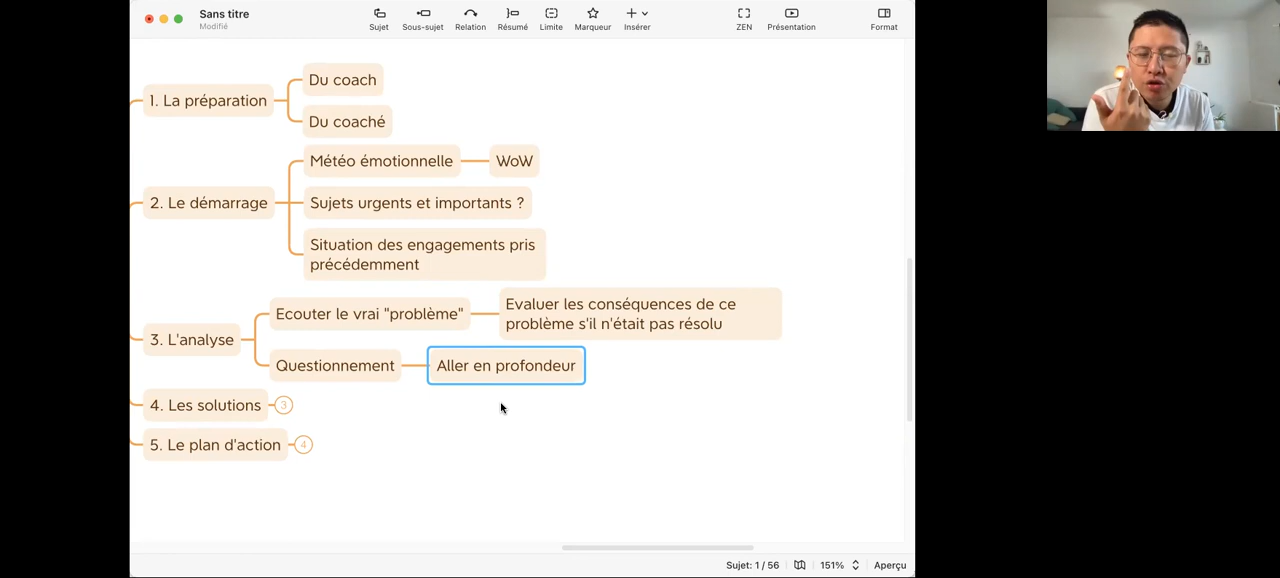 Sans titre
Modifié
Sujet
Sous-sujet
Relation
Résumé
Limite
Marqueur
Insérer
ZEN
Présentation
Format
1. La préparation
Du coach
Du coaché
2. Le démarrage
Météo émotionnelle
WoW
Sujets urgents et importants ?
Situation des engagements pris
précédemment
3. L'analyse
Ecouter le vrai "problème"
Evaluer les conséquences de ce
problème s'il n'était pas résolu
Questionnement
Aller en profondeur
4. Les solutions
3
5. Le plan d'action
4
Sujet: 1 / 56
151%
Aperçu